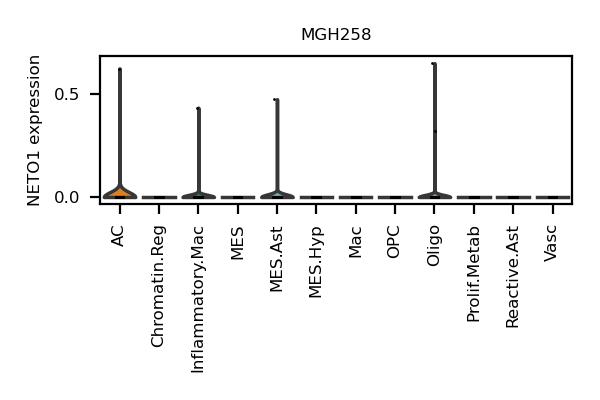 MGH258
NETO1 expression
0.5
0.0
AC
Chromatin.Reg
Inflammatory.Mac
MES
MES.Ast
MES.Hyp
Mac
OPC
Oligo
Prolif.Metab
Reactive.Ast
Vasc